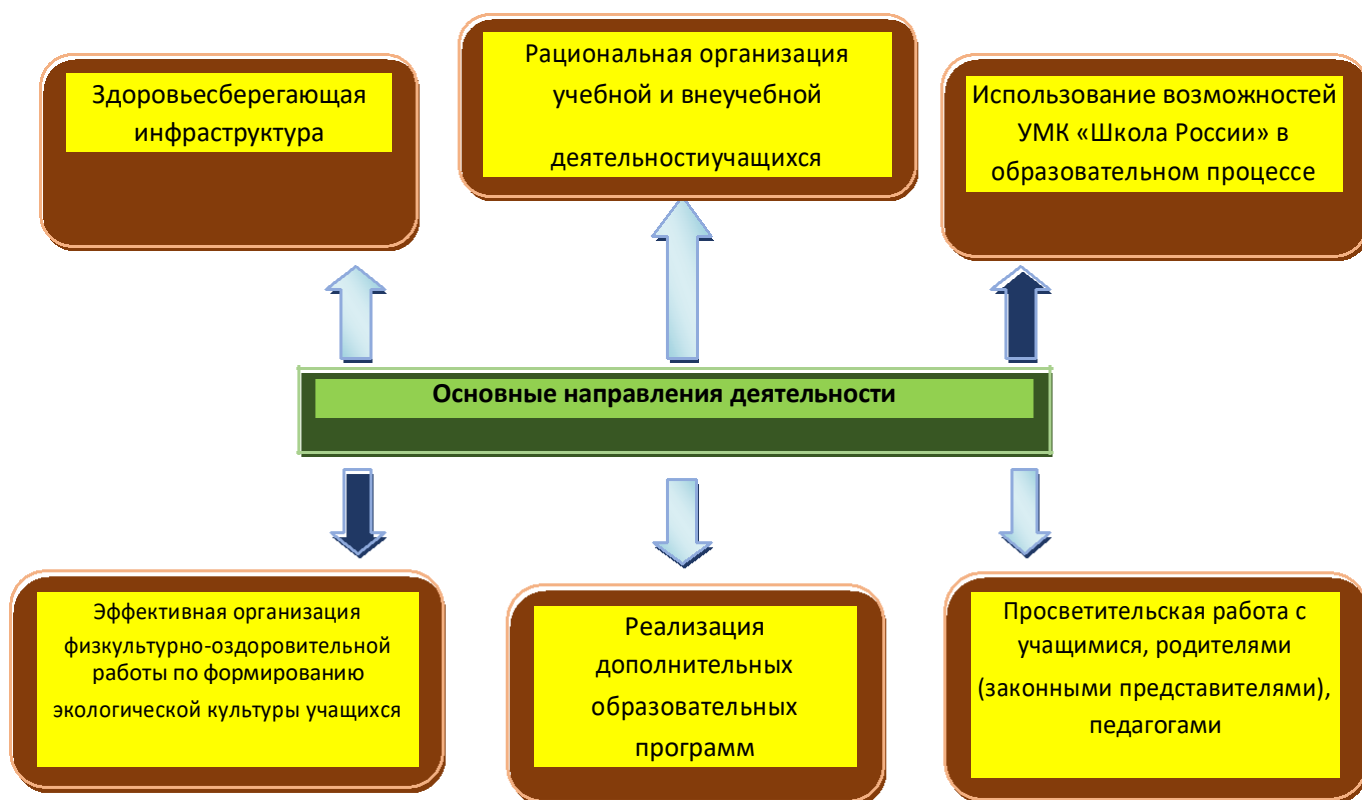 Здоровьесберегающая
инфраструктура
Рациональная организация
учебной и внеучебной
деятельностиучащихся
Использование возможностей
УМК «Школа России» в
образовательном процессе
Основные направления деятельности
Эффективная организация
физкультурно-оздоровительной
работы по формированию
экологической культуры учащихся
Реализация
дополнительных
образовательных
программ
Просветительская работа с
учащимися, родителями
(законными представителями),
педагогами